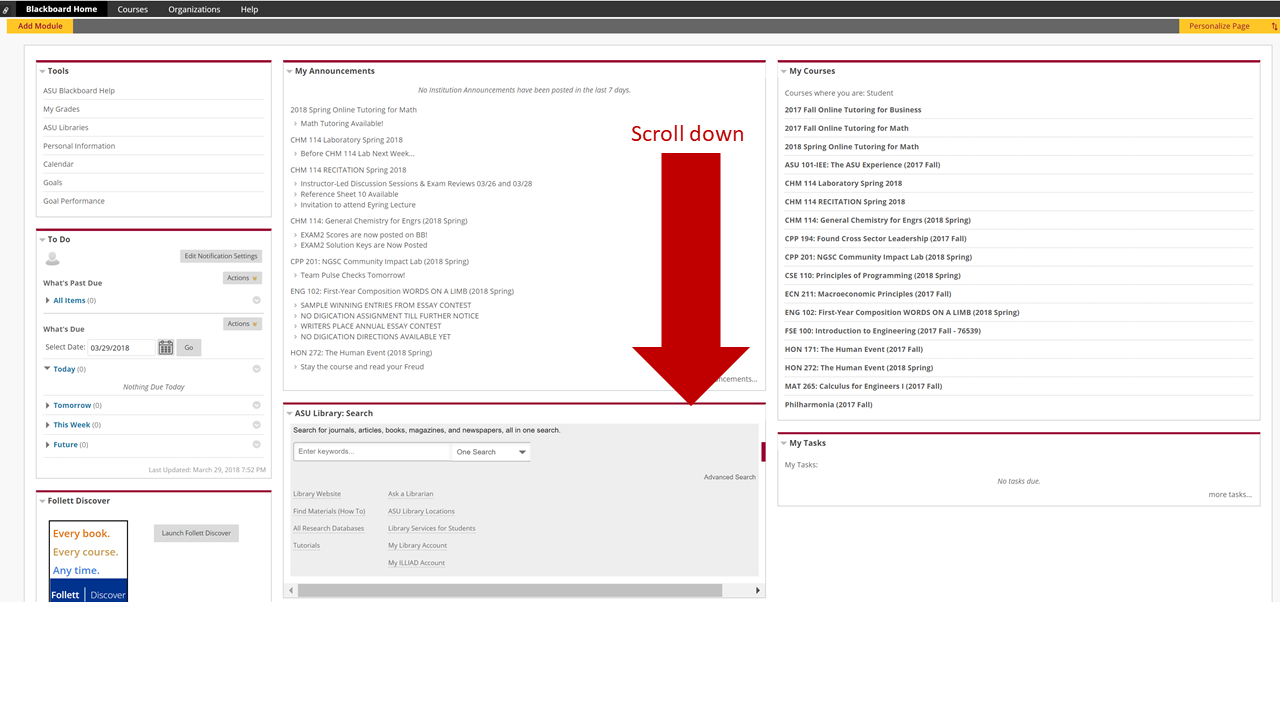 Blackboard Home Courses Organizations Help
Add Module
Personalize Page
Tools
ASU Blackboard Help
My Grades
ASU Libraries
Personal Information
Calendar
Goals
Goal Performance
To Do
Edit Notification Settings
Actions
What's Past Due
All Items (0)
Actions
What's Due
Select Date: 03/29/2018 Go
Today (0)
Nothing Due Today
Tomorrow (0)
This Week (0)
Future (0)
Last Updated: March 29, 2018 7:52 PM
Follett Discover
Every book.
Every course.
Any time.
Follett Discover
Launch Follett Discover
My Announcements
No Institution Announcements have been posted in the last 7 days.
2018 Spring Online Tutoring for Math
Math Tutoring Available!
CHM 114 Laboratory Spring 2018
Before CHM 114 Lab Next Week...
CHM 114 RECITATION Spring 2018
Instructor-Led Discussion Sessions & Exam Reviews 03/26 and 03/28
Reference Sheet 10 Available
Invitation to attend Eyring Lecture
CHM 114: General Chemistry for Engrs (2018 Spring)
EXAM2 Scores are now posted on BB!
EXAM2 Solution Keys are Now Posted
CPP 201: NGSC Community Impact Lab (2018 Spring)
Team Pulse Checks Tomorrow!
ENG 102: First-Year Composition WORDS ON A LIMB (2018 Spring)
SAMPLE WINNING ENTRIES FROM ESSAY CONTEST
NO DIGICATION ASSIGNMENT TILL FURTHER NOTICE
WRITERS PLACE ANNUAL ESSAY CONTEST
NO DIGICATION DIRECTIONS AVAILABLE YET
HON 272: The Human Event (2018 Spring)
Stay the course and read your Freud
Scroll down
ASU Library: Search
Search for journals, articles, books, magazines, and newspapers, all in one search.
Enter keywords... One Search
Advanced Search
Library Website Ask a Librarian
Find Materials (How To) ASU Library Locations
All Research Databases Library Services for Students
Tutorials My Library Account
My ILLIAD Account
My Courses
Courses where you are: Student
2017 Fall Online Tutoring for Business
2017 Fall Online Tutoring for Math
2018 Spring Online Tutoring for Math
ASU 101-IEE: The ASU Experience (2017 Fall)
CHM 114 Laboratory Spring 2018
CHM 114 RECITATION Spring 2018
CHM 114: General Chemistry for Engrs (2018 Spring)
CPP 194: Found Cross Sector Leadership (2017 Fall)
CPP 201: NGSC Community Impact Lab (2018 Spring)
CSE 110: Principles of Programming (2018 Spring)
ECN 211: Macroeconomic Principles (2017 Fall)
ENG 102: First-Year Composition WORDS ON A LIMB (2018 Spring)
FSE 100: Introduction to Engineering (2017 Fall - 76539)
HON 171: The Human Event (2017 Fall)
HON 272: The Human Event (2018 Spring)
MAT 265: Calculus for Engineers I (2017 Fall)
Philharmonia (2017 Fall)
My Tasks
My Tasks:
No tasks due.
more tasks...